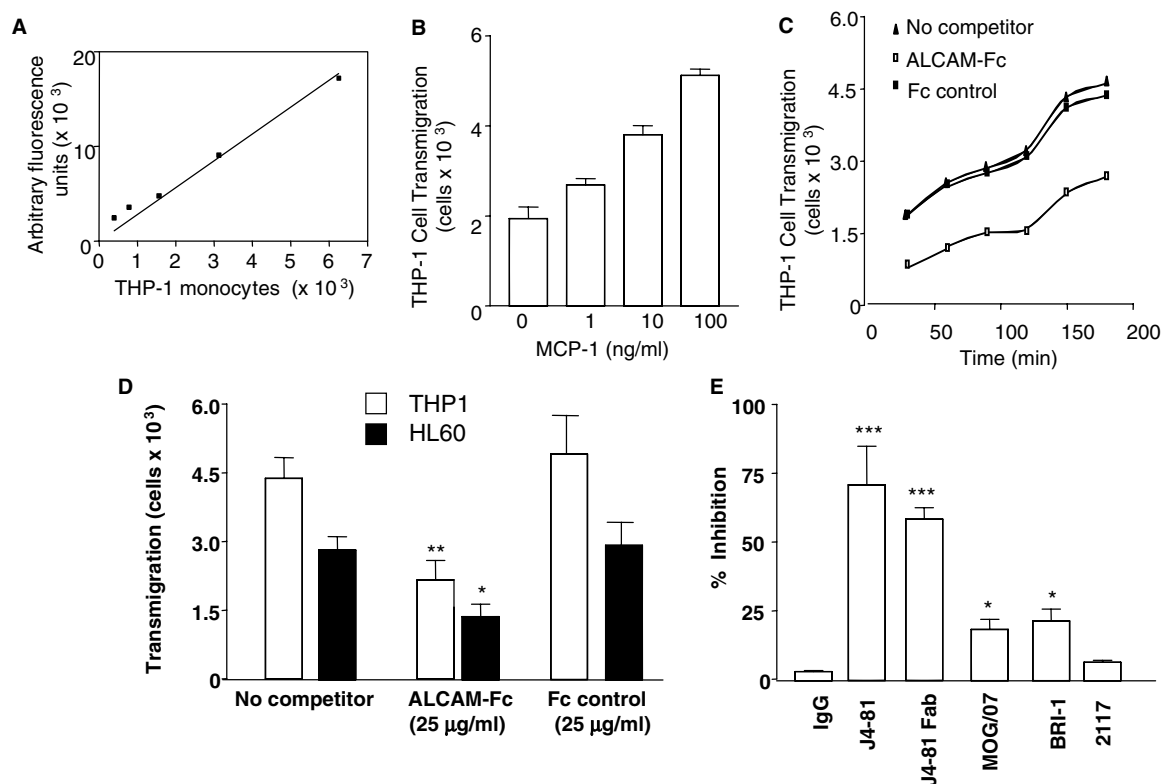 A
Arbitrary fluorescence
units (x 10 3)
20
10
0
0 1 2 3 4 5 6 7
THP-1 monocytes (x 10 3)
B
THP-1 Cell Transmigration
(cells x 10 3)
6
4
2
0
0 1 10 100
MCP-1 (ng/ml)
C
THP-1 Cell Transmigration
(cells x 10 3)
6.0
4.5
3.0
1.5
0
No competitor
ALCAM-Fc
Fc control
0 50 100 150 200
Time (min)
D
Transmigration (cells x 103)
6.0
4.5
3.0
1.5
0
THP1
HL60
**
*
No competitor ALCAM-Fc Fc control
(25 µg/ml) (25 µg/ml)
E
% Inhibition
100
75
50
25
0
***
***
*
*
IgG
J4-81
J4-81 Fab
MOG/07
BRI-1
2117